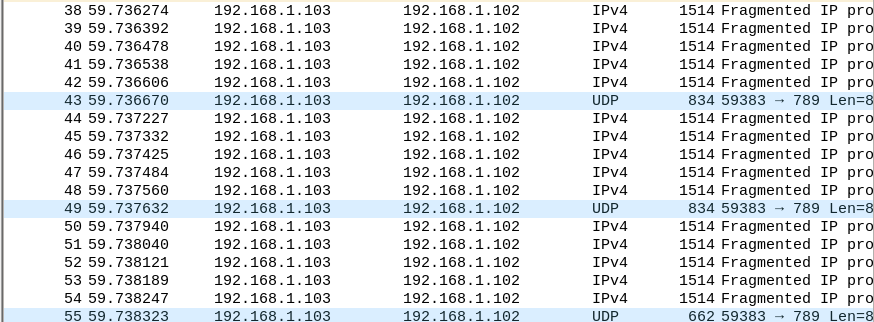 38 59.736274 192.168.1.103 192.168.1.102 IPv4 1514 Fragmented IP pro
39 59.736392 192.168.1.103 192.168.1.102 IPv4 1514 Fragmented IP pro
40 59.736478 192.168.1.103 192.168.1.102 IPv4 1514 Fragmented IP pro
41 59.736538 192.168.1.103 192.168.1.102 IPv4 1514 Fragmented IP pro
42 59.736606 192.168.1.103 192.168.1.102 IPv4 1514 Fragmented IP pro
43 59.736670 192.168.1.103 192.168.1.102 UDP 834 59383 → 789 Len=8
44 59.737227 192.168.1.103 192.168.1.102 IPv4 1514 Fragmented IP pro
45 59.737332 192.168.1.103 192.168.1.102 IPv4 1514 Fragmented IP pro
46 59.737425 192.168.1.103 192.168.1.102 IPv4 1514 Fragmented IP pro
47 59.737484 192.168.1.103 192.168.1.102 IPv4 1514 Fragmented IP pro
48 59.737560 192.168.1.103 192.168.1.102 IPv4 1514 Fragmented IP pro
49 59.737632 192.168.1.103 192.168.1.102 UDP 834 59383 → 789 Len=8
50 59.737940 192.168.1.103 192.168.1.102 IPv4 1514 Fragmented IP pro
51 59.738040 192.168.1.103 192.168.1.102 IPv4 1514 Fragmented IP pro
52 59.738121 192.168.1.103 192.168.1.102 IPv4 1514 Fragmented IP pro
53 59.738189 192.168.1.103 192.168.1.102 IPv4 1514 Fragmented IP pro
54 59.738247 192.168.1.103 192.168.1.102 IPv4 1514 Fragmented IP pro
55 59.738323 192.168.1.103 192.168.1.102 UDP 662 59383 → 789 Len=8